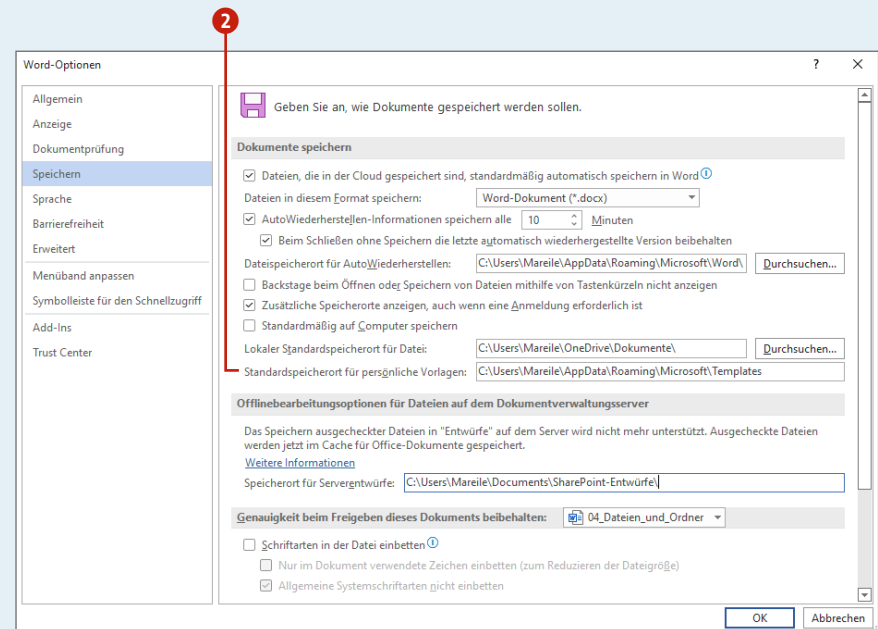 2
Word-Optionen ?
Allgemein
Anzeige
Dokumentprüfung
Speichern
Sprache
Barrierefreiheit
Erweitert
Menüband anpassen
Symbolleiste für den Schnellzugriff
Add-Ins
Trust Center
Geben Sie an, wie Dokumente gespeichert werden sollen.
Dokumente speichern
Dateien, die in der Cloud gespeichert sind, standardmäßig automatisch speichern in Word
Dateien in diesem Format speichern: Word-Dokument (*.docx)
AutoWiederherstellen-Informationen speichern alle 10 Minuten
Beim Schließen ohne Speichern die letzte automatisch wiederhergestellte Version beibehalten
Dateispeicherort für AutoWiederherstellen: C:\Users\Mareile\AppData\Roaming\Microsoft\Word\ Durchsuchen...
Backstage beim Öffnen oder Speichern von Dateien mithilfe von Tastenkürzeln nicht anzeigen
Zusätzliche Speicherorte anzeigen, auch wenn eine Anmeldung erforderlich ist
Standardmäßig auf Computer speichern
Lokaler Standardspeicherort für Datei: C:\Users\Mareile\OneDrive\Dokumente\ Durchsuchen...
Standardspeicherort für persönliche Vorlagen: C:\Users\Mareile\AppData\Roaming\Microsoft\Templates
Offlinebearbeitungsoptionen für Dateien auf dem Dokumentverwaltungsserver
Das Speichern ausgecheckter Dateien in "Entwürfe" auf dem Server wird nicht mehr unterstützt. Ausgecheckte Dateien
werden jetzt im Cache für Office-Dokumente gespeichert.
Weitere Informationen
Speicherort für Serverentwürfe: C:\Users\Mareile\Documents\SharePoint-Entwürfe\
Genauigkeit beim Freigeben dieses Dokuments beibehalten: 04_Dateien_und_Ordner
Schriftarten in der Datei einbetten
Nur im Dokument verwendete Zeichen einbetten (zum Reduzieren der Dateigröße)
Allgemeine Systemschriftarten nicht einbetten
OK Abbrechen